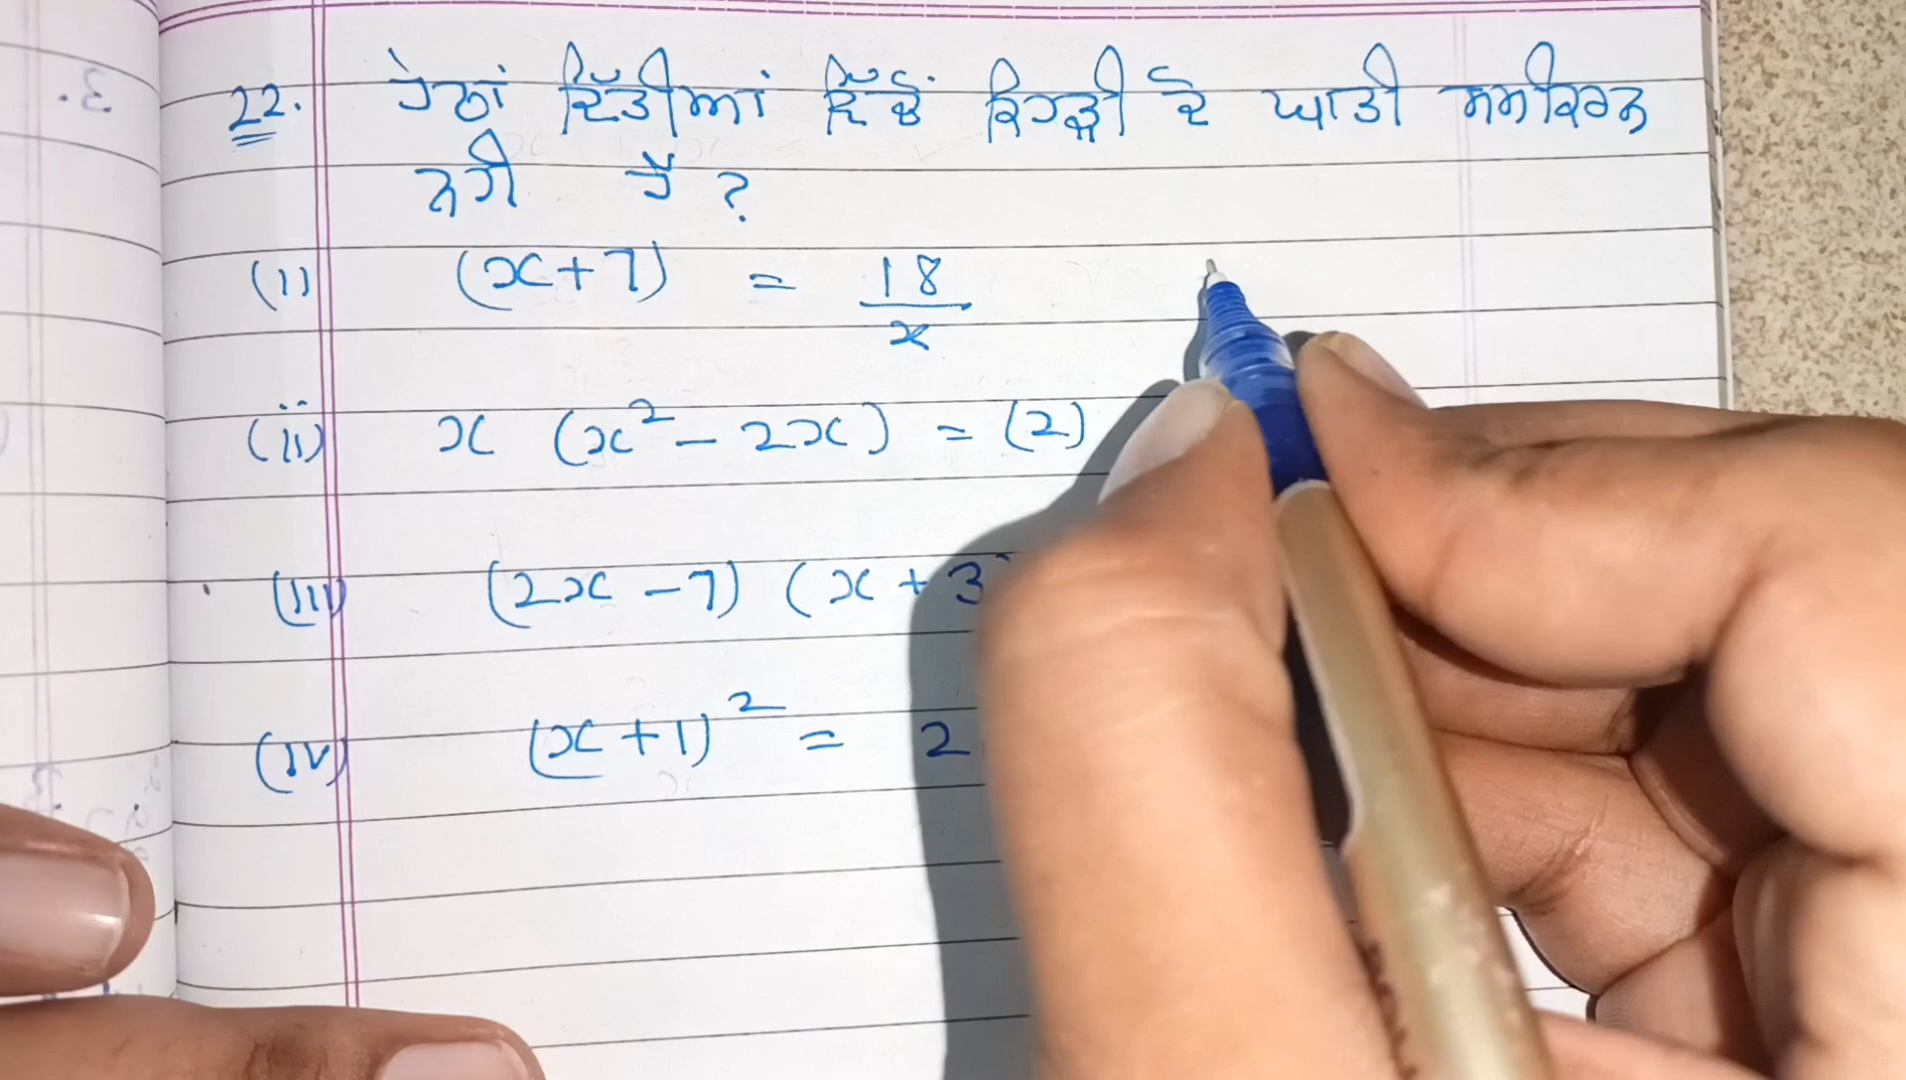 22. ਹੇਠਾਂ ਦਿੱਤੀਆਂ ਵਿੱਚੋਂ ਕਿਹੜੀ ਦੋ ਘਾਤੀ ਸਮੀਕਰਨ
ਨਹੀ ਹੈ ?
(i) (x+7) = 18/x
(ii) x (x² - 2x) = (2)
(iii) (2x - 7) (x + 3)
(iv) (x + 1)² = 2